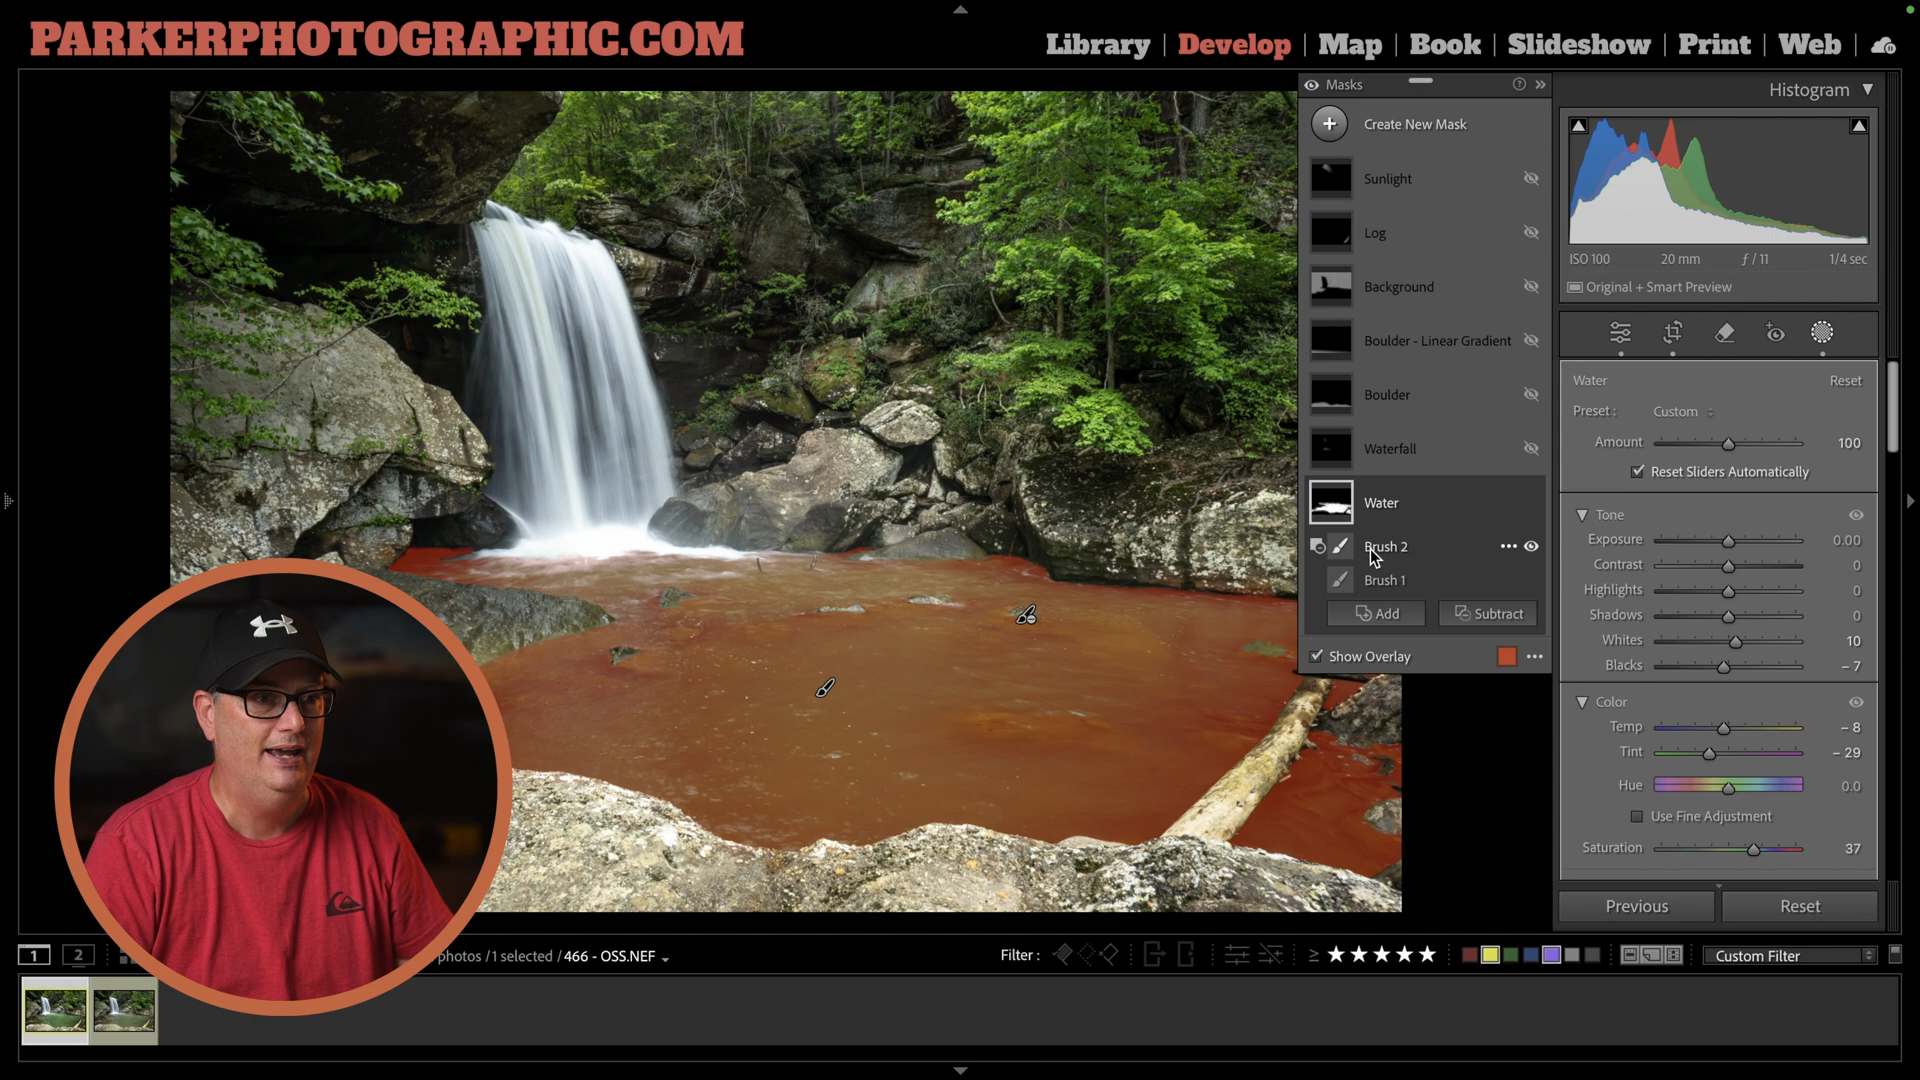 PARKERPHOTOGRAPHIC.COM
Library | Develop | Map | Book | Slideshow | Print | Web |
Masks
Create New Mask
Sunlight
Log
Background
Boulder - Linear Gradient
Boulder
Waterfall
Water
Brush 2
Brush 1
Add
Subtract
Show Overlay
Histogram
ISO 100 20 mm ƒ / 11 1/4 sec
Original + Smart Preview
Water Reset
Preset : Custom
Amount 100
Reset Sliders Automatically
Tone
Exposure 0.00
Contrast 0
Highlights 0
Shadows 0
Whites 10
Blacks – 7
Color
Temp – 8
Tint – 29
Hue 0.0
Use Fine Adjustment
Saturation 37
Previous Reset
1 2 photos / 1 selected / 466 - OSS.NEF Filter : ≥ ★★★★★ Custom Filter